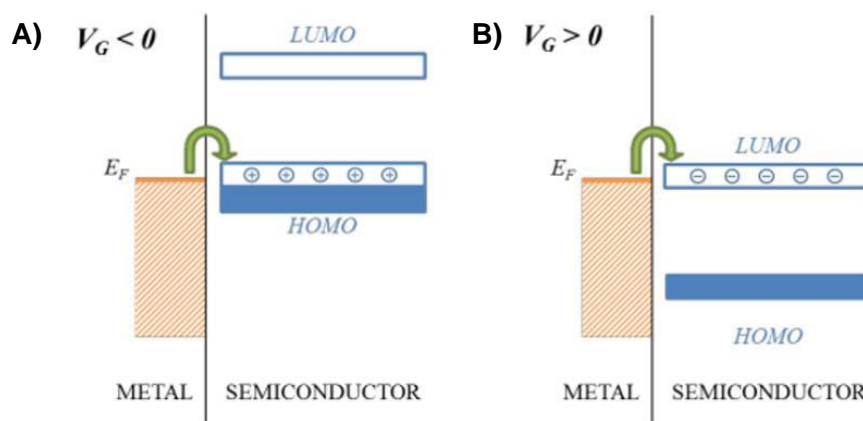 A)
V_G < 0
LUMO
E_F
⊕ ⊕ ⊕ ⊕ ⊕
HOMO
METAL SEMICONDUCTOR
B)
V_G > 0
LUMO
E_F
⊖ ⊖ ⊖ ⊖ ⊖
HOMO
METAL SEMICONDUCTOR